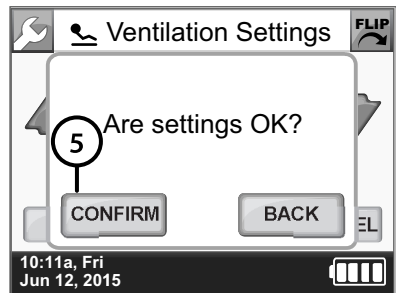 Ventilation Settings
FLIP
Are settings OK?
5
CONFIRM
BACK
EL
10:11a, Fri
Jun 12, 2015